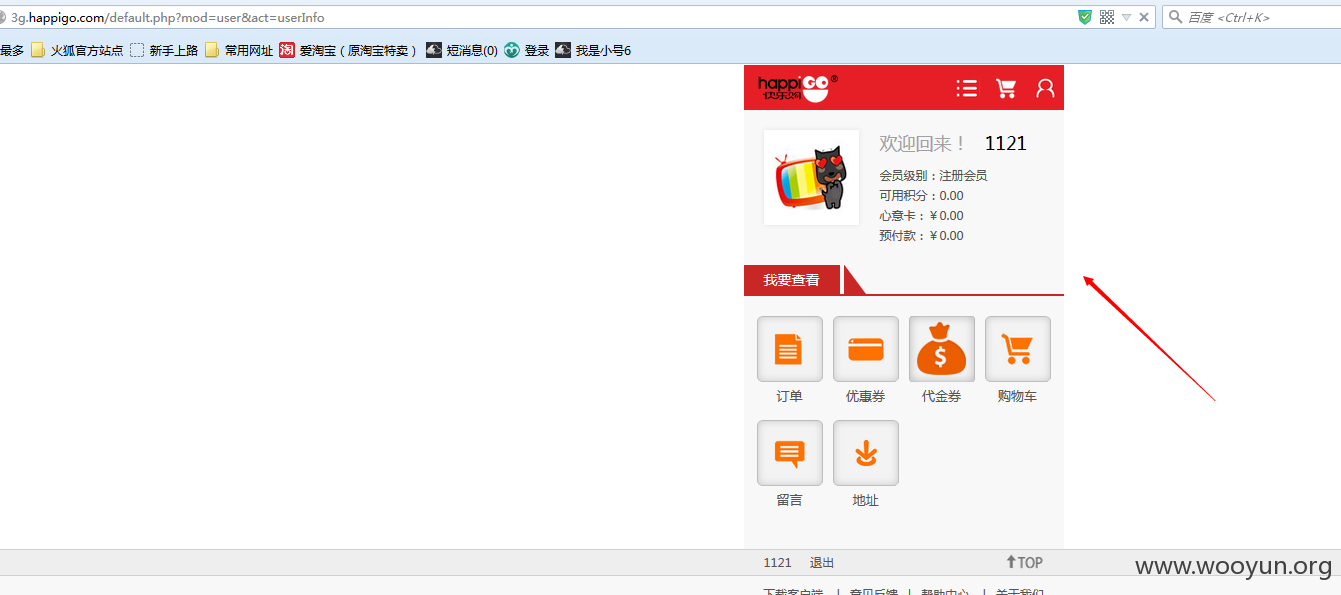 3g.happigo.com/default.php?mod=user&act=userInfo
百度 <Ctrl+K>
最多 火狐官方站点 新手上路 常用网址 淘 爱淘宝（原淘宝特卖） 短消息(0) 登录 我是小号6
happiGO®
快乐购
欢迎回来！ 1121
会员级别：注册会员
可用积分：0.00
心意卡：￥0.00
预付款：￥0.00
我要查看
订单 优惠券 代金券 购物车
留言 地址
1121 退出 TOP
www.wooyun.org
下载客户端 | 意见反馈 | 帮助中心 | 关于我们